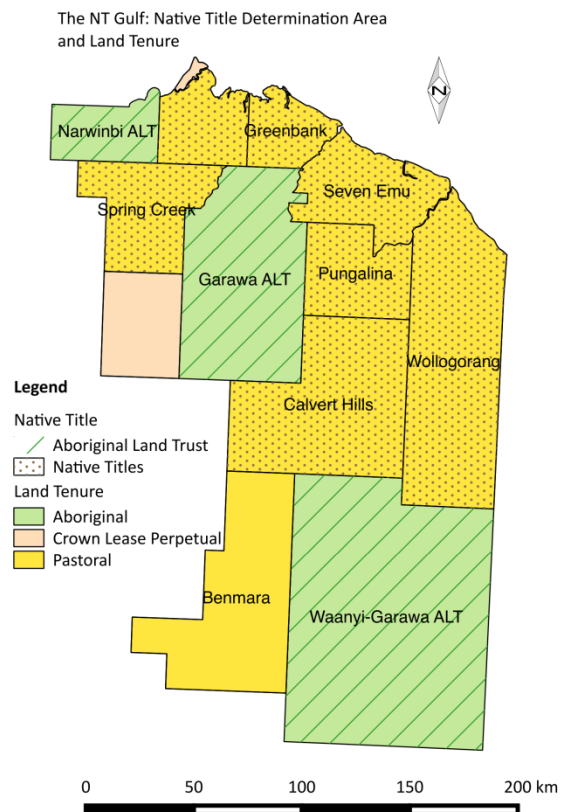 The NT Gulf: Native Title Determination Area
and Land Tenure
N
Narwinbi ALT
Greenbank
Seven Emu
Spring Creek
Garawa ALT
Pungalina
Wollogorang
Calvert Hills
Legend
Native Title
Aboriginal Land Trust
Native Titles
Land Tenure
Aboriginal
Crown Lease Perpetual
Pastoral
Benmara
Waanyi-Garawa ALT
0 50 100 150 200 km